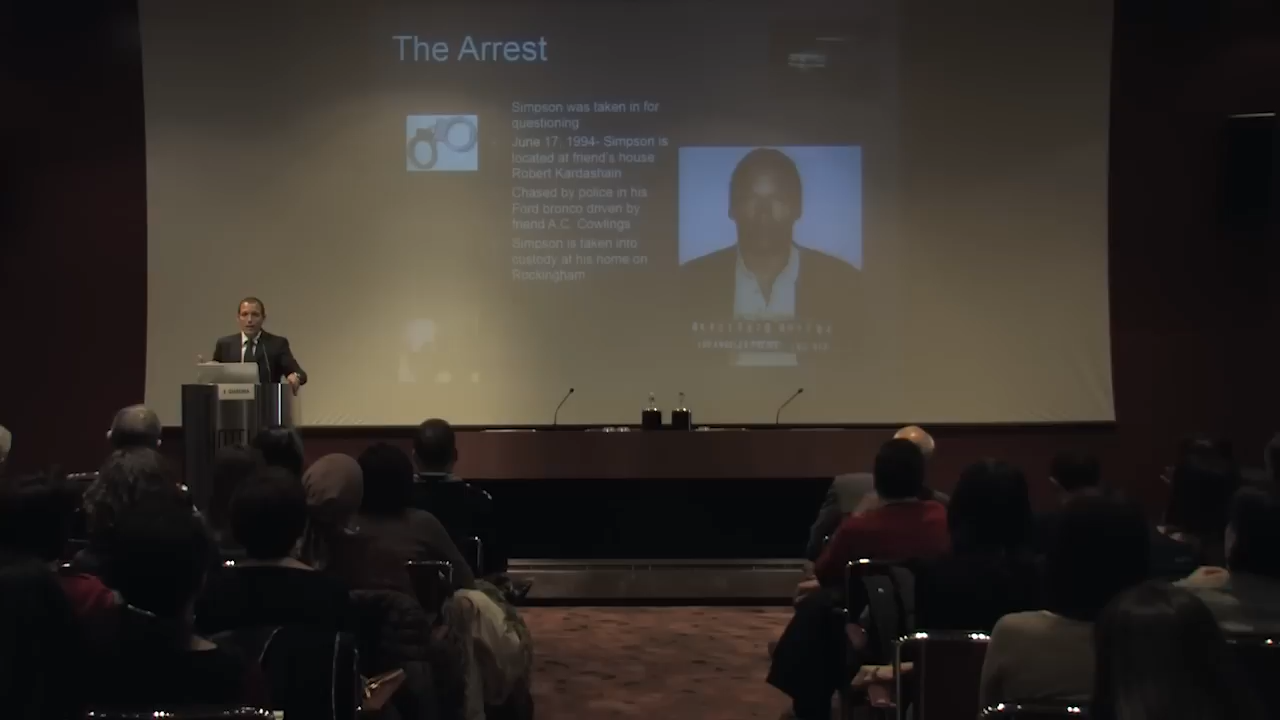 The Arrest
Simpson was taken in for
questioning
June 17, 1994- Simpson is
located at friend's house
Robert Kardashain
Chased by police in his
Ford bronco driven by
friend A.C. Cowlings
Simpson is taken into
custody at his home on
Rockingham